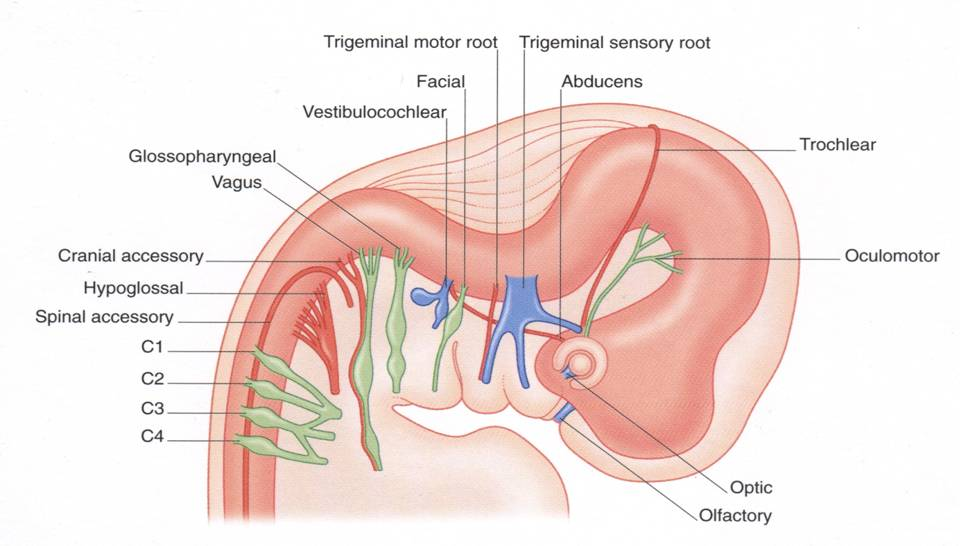 Trigeminal motor root
Trigeminal sensory root
Facial
Abducens
Vestibulocochlear
Trochlear
Glossopharyngeal
Vagus
Cranial accessory
Oculomotor
Hypoglossal
Spinal accessory
C1
C2
C3
C4
Optic
Olfactory